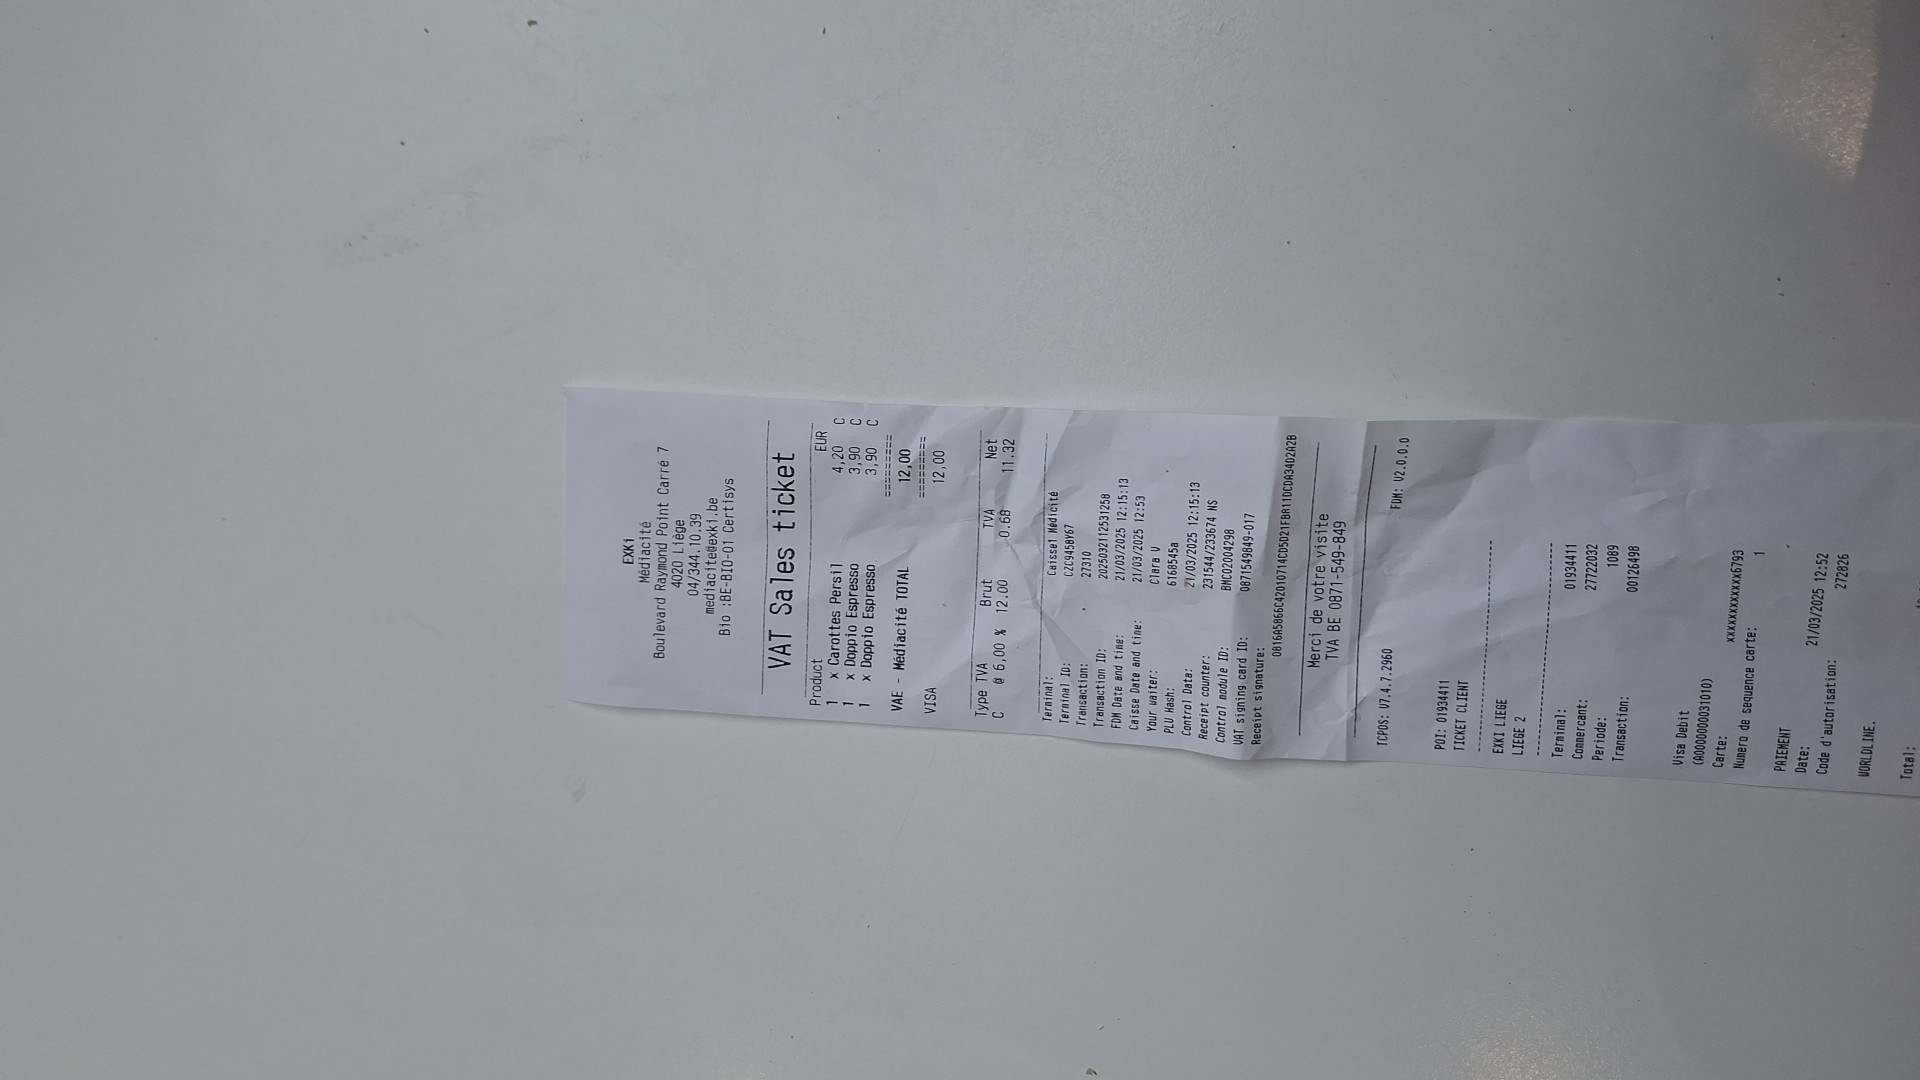 EXKi
Médiacité
Boulevard Raymond Point Carré 7
4020 Liège
04/344.10.39
mediacite@exki.be
Bio :BE-BIO-01 Certisys
VAT Sales ticket
Product EUR
1 x Carottes Persil 4,20 C
1 x Doppio Espresso 3,90 C
1 x Doppio Espresso 3,90 C
========
VAE - Médiacité TOTAL 12,00
========
VISA 12,00
Type TVA Brut TVA Net
C @ 6,00 % 12.00 0.68 11.32
Terminal: Caisse1 Médicité
Terminal ID: CZC9458Y67
Transaction: 27310
Transaction ID: 2025032112531258
FDM Date and time: 21/03/2025 12:15:13
Caisse Date and time: 21/03/2025 12:53
Your waiter: Clara V
PLU Hash: 6168545a
Control Data: 21/03/2025 12:15:13
Receipt counter: 231544/233674 NS
Control module ID: BMC02004298
VAT signing card ID: 0871549849-017
Receipt signature:
Merci de votre visite
TVA BE 0871-549-849
TCPOS: V7.4.7.2960 FDM: V2.0.0.0
POI: 01934411
TICKET CLIENT
EXKI LIEGE
LIEGE 2
Terminal: 01934411
Commercant: 27722032
Periode: 1089
Transaction: 00126498
Visa Debit
(A0000000031010)
Carte: xxxxxxxxxxxx6793
Numero de sequence carte: 1
PAIEMENT
Date: 21/03/2025 12:52
Code d'autorisation: 272826
WORLDLINE.
Total: